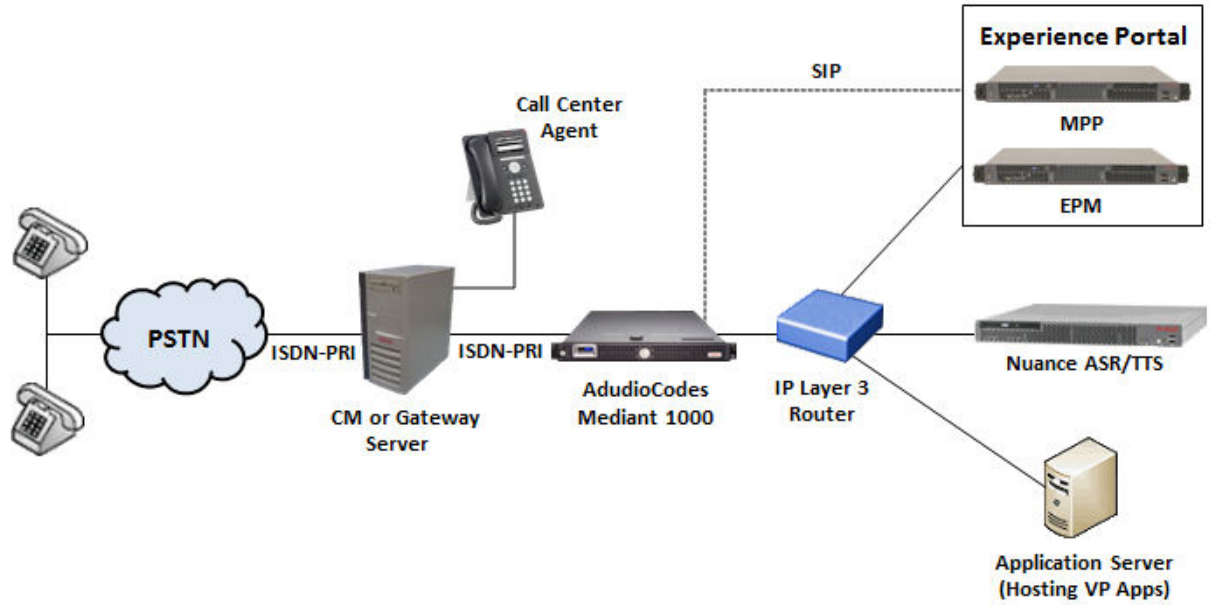 Experience Portal
MPP
EPM
SIP
Call Center
Agent
PSTN
ISDN-PRI
CM or Gateway
Server
ISDN-PRI
AdudioCodes
Mediant 1000
IP Layer 3
Router
Nuance ASR/TTS
Application Server
(Hosting VP Apps)